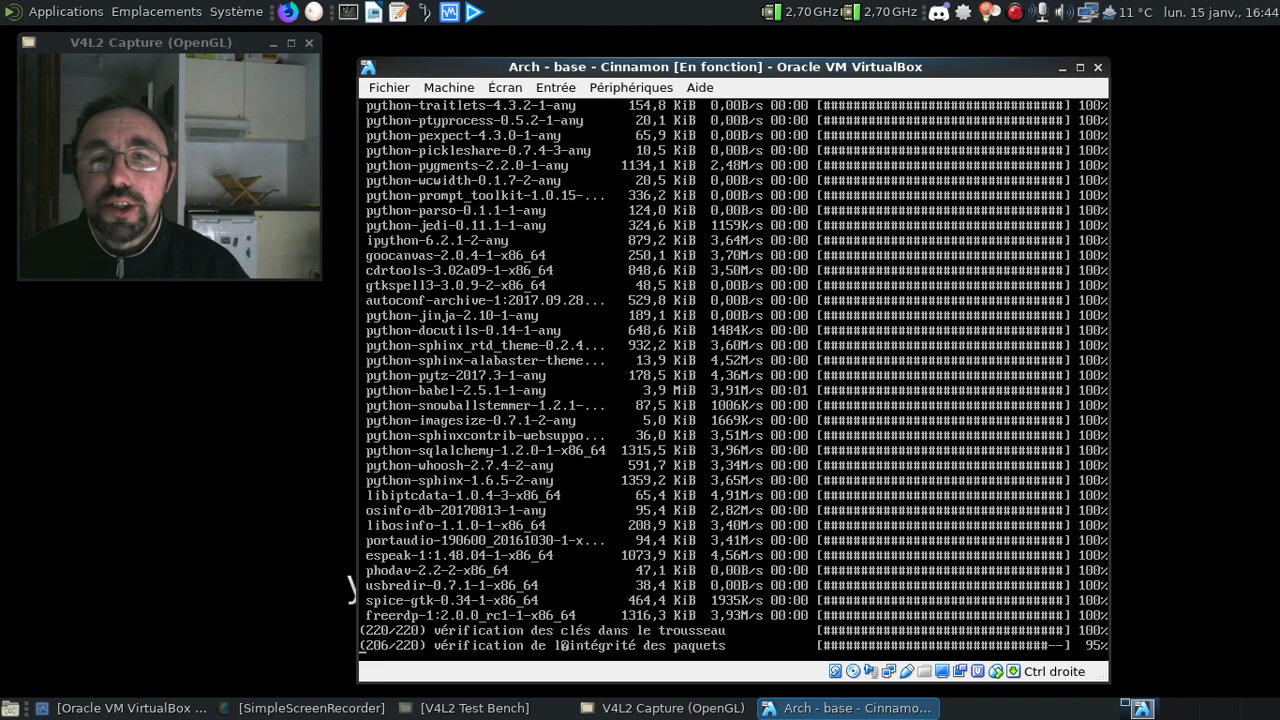 Applications Emplacements Système 2,70 GHz 2,70 GHz 11 °C lun. 15 janv., 16:44
V4L2 Capture (OpenGL)
Arch - base - Cinnamon [En fonction] - Oracle VM VirtualBox
Fichier Machine Écran Entrée Périphériques Aide
python-traitlets-4.3.2-1-any 154,8 KiB 0,00B/s 00:00 [#################################] 100%
python-ptyprocess-0.5.2-1-any 20,1 KiB 0,00B/s 00:00 [#################################] 100%
python-pexpect-4.3.0-1-any 65,9 KiB 0,00B/s 00:00 [#################################] 100%
python-pickleshare-0.7.4-3-any 10,5 KiB 0,00B/s 00:00 [#################################] 100%
python-pygments-2.2.0-1-any 1134,1 KiB 2,48M/s 00:00 [#################################] 100%
python-wcwidth-0.1.7-2-any 20,5 KiB 0,00B/s 00:00 [#################################] 100%
python-prompt_toolkit-1.0.15-... 336,2 KiB 0,00B/s 00:00 [#################################] 100%
python-parso-0.1.1-1-any 124,0 KiB 0,00B/s 00:00 [#################################] 100%
python-jedi-0.11.1-1-any 324,6 KiB 1159K/s 00:00 [#################################] 100%
ipython-6.2.1-2-any 879,2 KiB 3,64M/s 00:00 [#################################] 100%
goocanvas-2.0.4-1-x86_64 250,1 KiB 3,70M/s 00:00 [#################################] 100%
cdrtools-3.02a09-1-x86_64 848,6 KiB 3,50M/s 00:00 [#################################] 100%
gtkspell3-3.0.9-2-x86_64 48,5 KiB 0,00B/s 00:00 [#################################] 100%
autoconf-archive-1:2017.09.28... 529,8 KiB 0,00B/s 00:00 [#################################] 100%
python-jinja-2.10-1-any 189,1 KiB 0,00B/s 00:00 [#################################] 100%
python-docutils-0.14-1-any 648,6 KiB 1484K/s 00:00 [#################################] 100%
python-sphinx_rtd_theme-0.2.4... 932,2 KiB 3,60M/s 00:00 [#################################] 100%
python-sphinx-alabaster-theme... 13,9 KiB 4,52M/s 00:00 [#################################] 100%
python-pytz-2017.3-1-any 178,5 KiB 4,36M/s 00:00 [#################################] 100%
python-babel-2.5.1-1-any 3,9 MiB 3,91M/s 00:01 [#################################] 100%
python-snowballstemmer-1.2.1-... 87,5 KiB 1006K/s 00:00 [#################################] 100%
python-imagesize-0.7.1-2-any 5,0 KiB 1669K/s 00:00 [#################################] 100%
python-sphinxcontrib-websuppo... 36,0 KiB 3,51M/s 00:00 [#################################] 100%
python-sqlalchemy-1.2.0-1-x86_64 1315,5 KiB 3,96M/s 00:00 [#################################] 100%
python-whoosh-2.7.4-2-any 591,7 KiB 3,34M/s 00:00 [#################################] 100%
python-sphinx-1.6.5-2-any 1359,2 KiB 3,65M/s 00:00 [#################################] 100%
libiptcdata-1.0.4-3-x86_64 65,4 KiB 4,91M/s 00:00 [#################################] 100%
osinfo-db-20170813-1-any 95,4 KiB 2,82M/s 00:00 [#################################] 100%
libosinfo-1.1.0-1-x86_64 208,9 KiB 3,40M/s 00:00 [#################################] 100%
portaudio-190600_20161030-1-x... 94,4 KiB 3,41M/s 00:00 [#################################] 100%
espeak-1:1.48.04-1-x86_64 1073,9 KiB 4,56M/s 00:00 [#################################] 100%
phodav-2.2-2-x86_64 47,1 KiB 0,00B/s 00:00 [#################################] 100%
usbredir-0.7.1-1-x86_64 38,4 KiB 0,00B/s 00:00 [#################################] 100%
spice-gtk-0.34-1-x86_64 464,4 KiB 1935K/s 00:00 [#################################] 100%
freerdp-1:2.0.0_rc1-1-x86_64 1316,3 KiB 3,93M/s 00:00 [#################################] 100%
(220/220) vérification des clés dans le trousseau [#################################] 100%
(206/220) vérification de l�intégrité des paquets [###############################--] 95%
Ctrl droite
[Oracle VM VirtualBox ... [SimpleScreenRecorder] [V4L2 Test Bench] V4L2 Capture (OpenGL) Arch - base - Cinnamo...